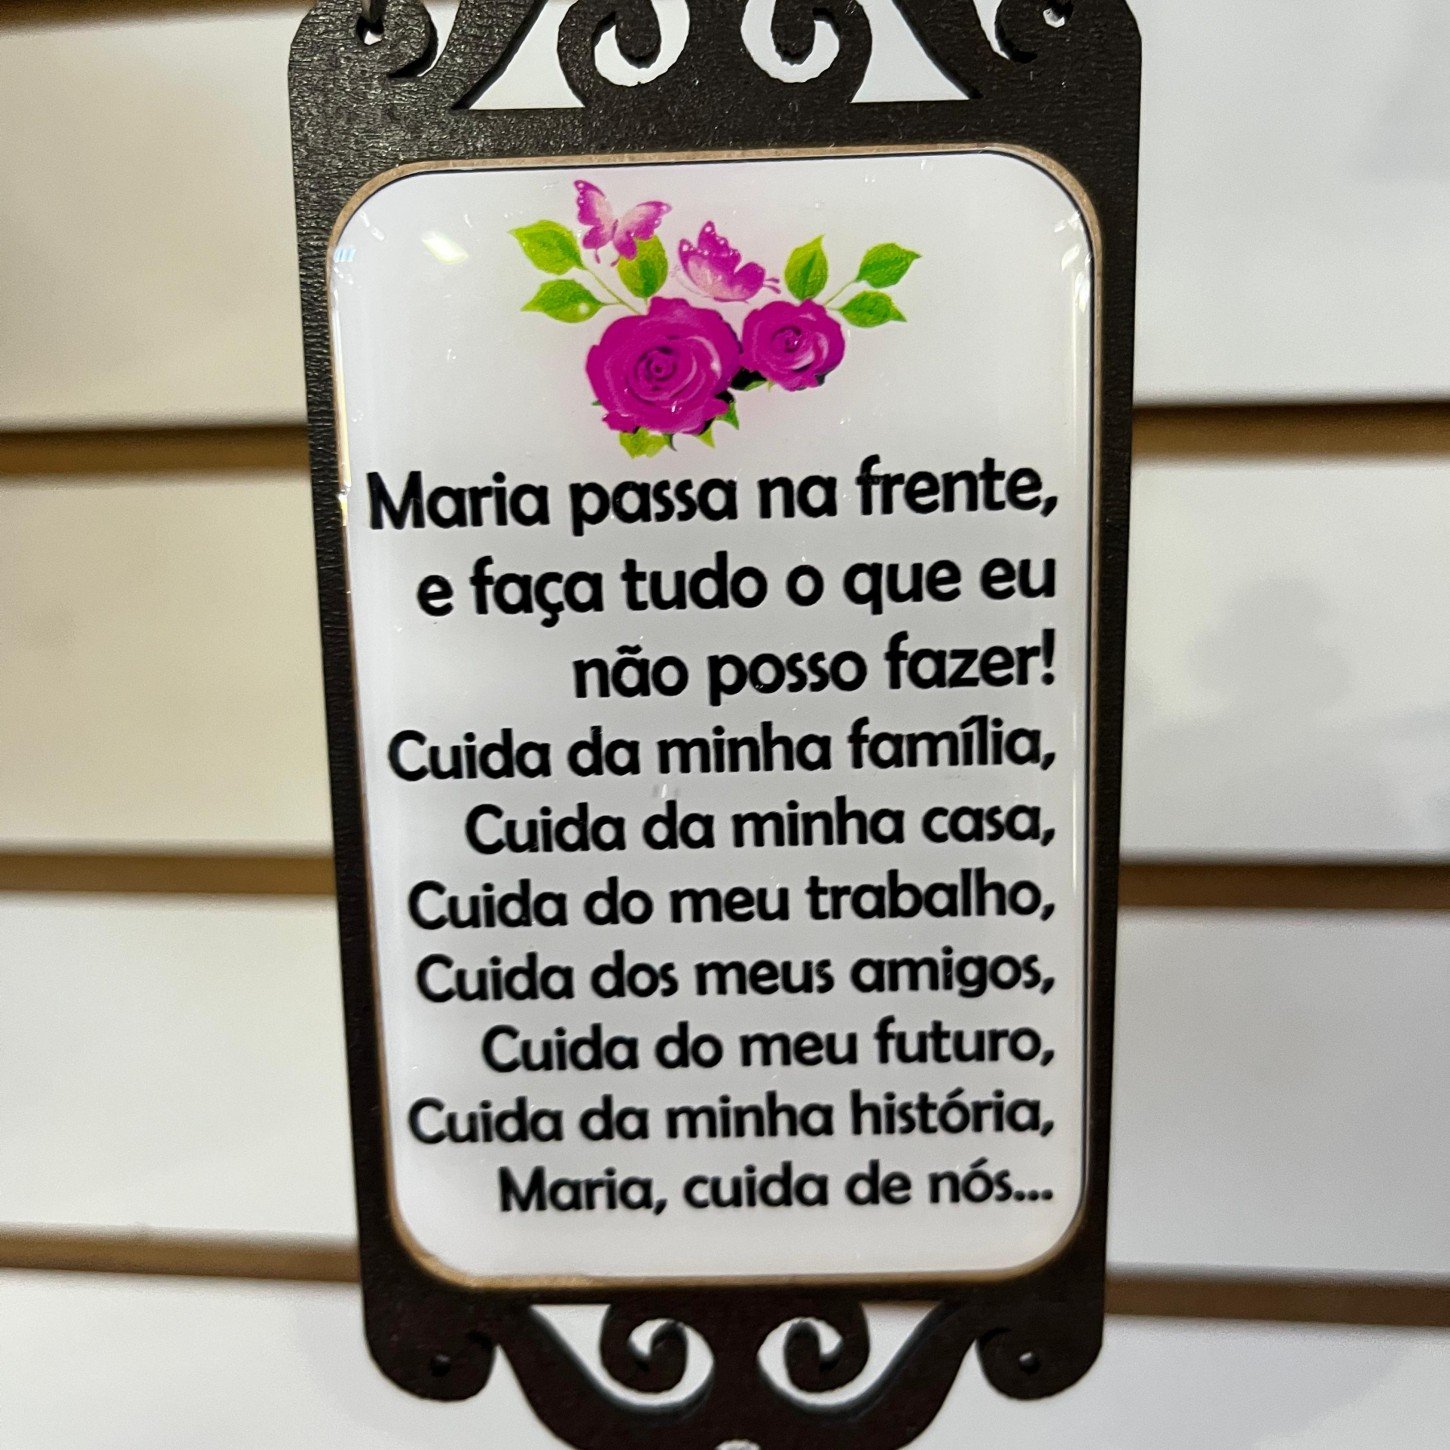 Maria passa na frente,
e faça tudo o que eu
não posso fazer!
Cuida da minha família,
Cuida da minha casa,
Cuida do meu trabalho,
Cuida dos meus amigos,
Cuida do meu futuro,
Cuida da minha história,
Maria, cuida de nós...